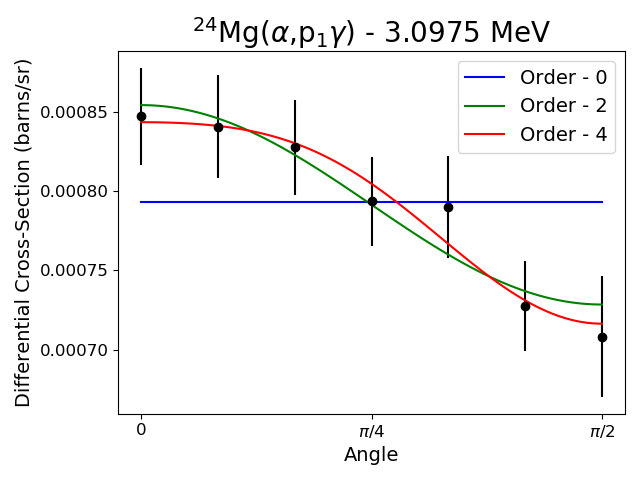 ²⁴Mg(α,p₁γ) - 3.0975 MeV
Differential Cross-Section (barns/sr)
0.00085
0.00080
0.00075
0.00070
Order - 0
Order - 2
Order - 4
0
π/4
π/2
Angle